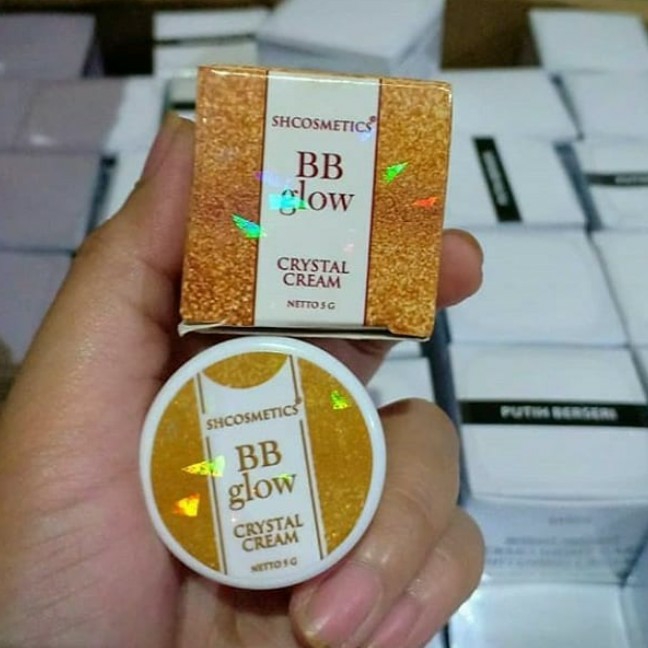 SHCOSMETICS®
BB
glow
CRYSTAL
CREAM
NETTO 5 G
SHCOSMETICS®
BB
glow
CRYSTAL
CREAM
NETTO 5 G
PUTIH BERSERI